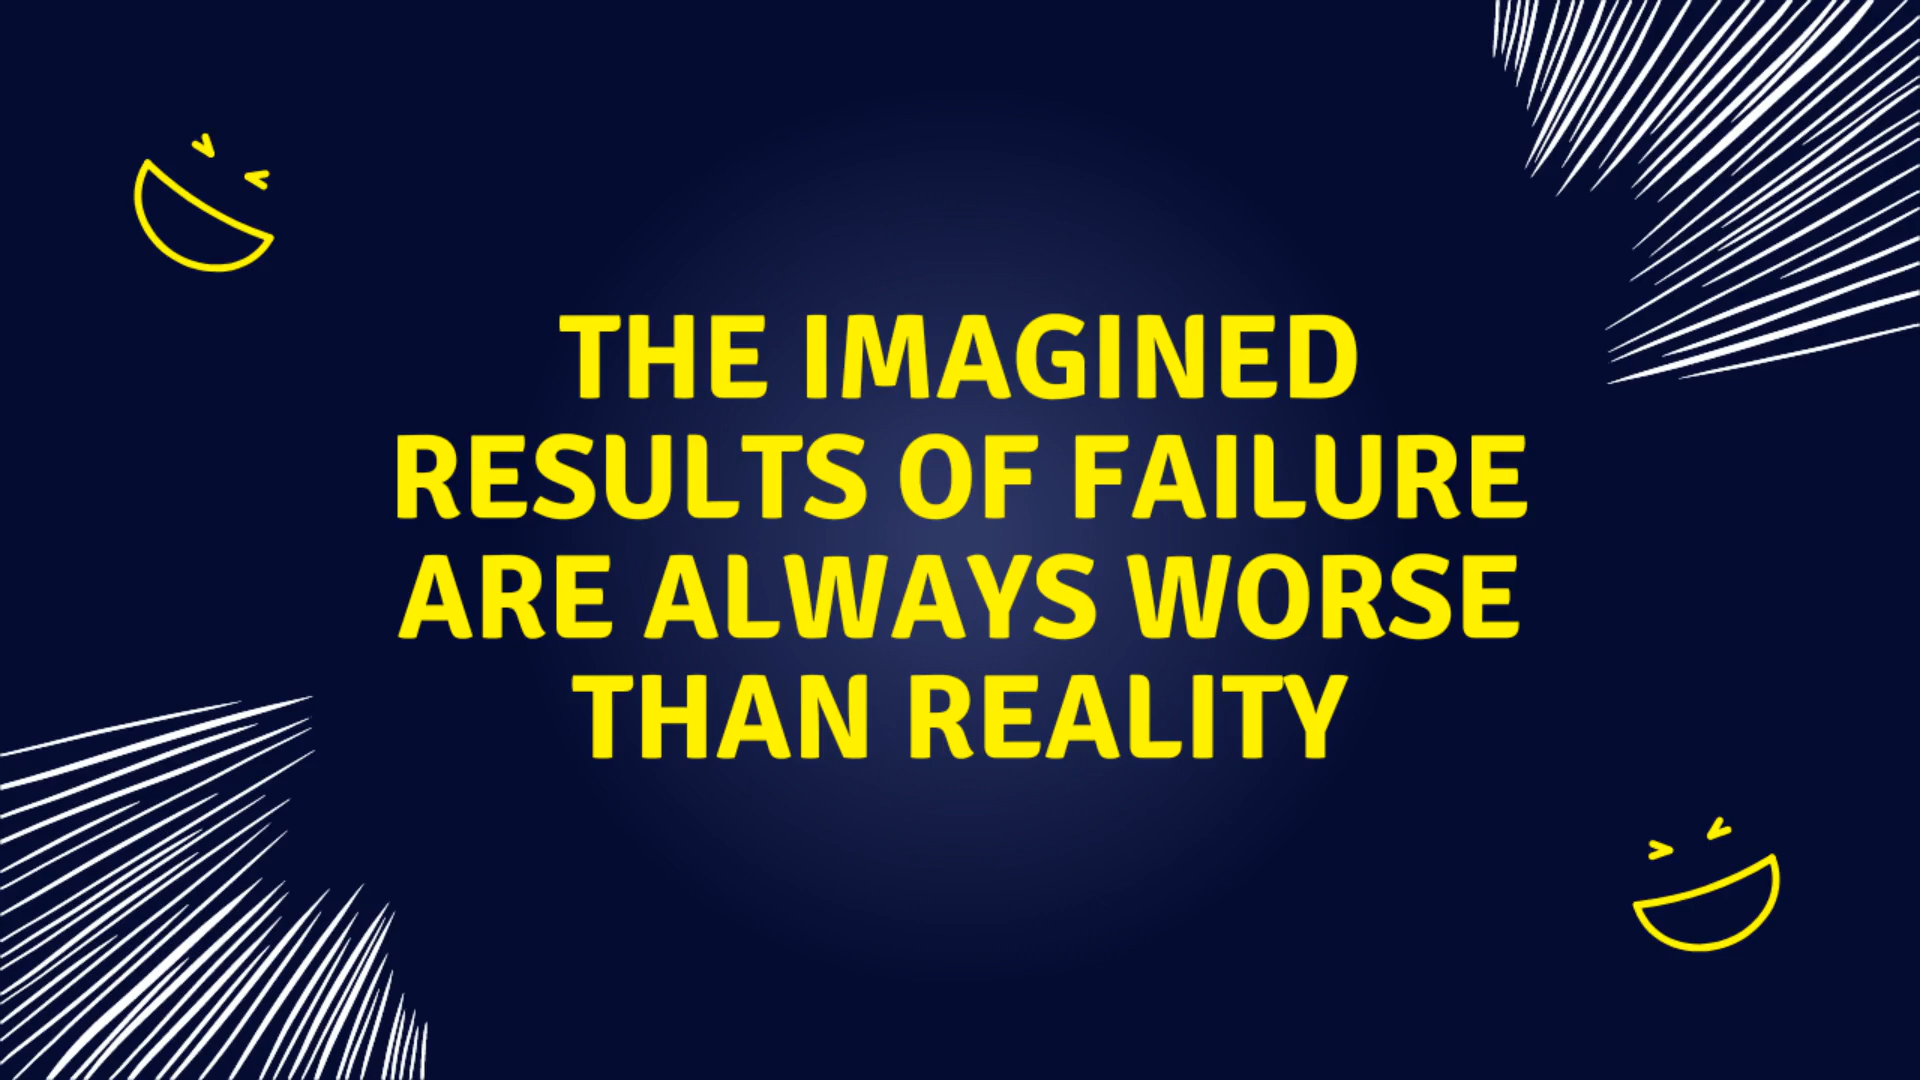 THE IMAGINED
RESULTS OF FAILURE
ARE ALWAYS WORSE
THAN REALITY